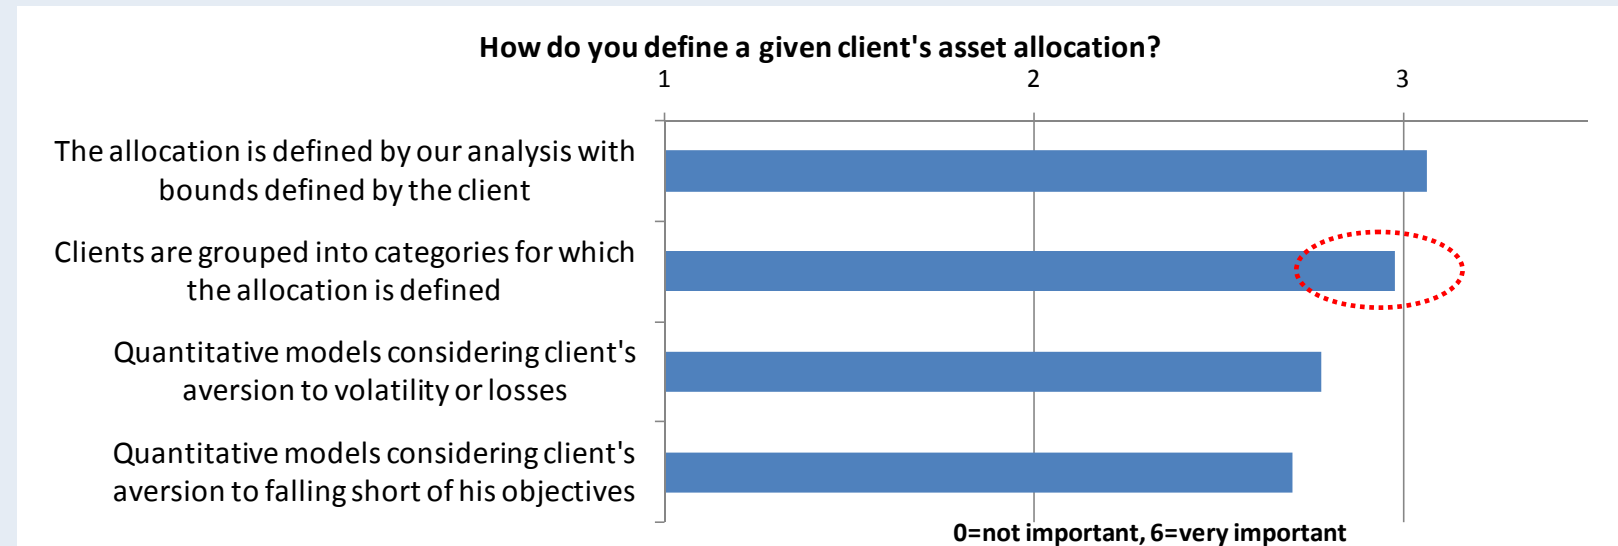 How do you define a given client's asset allocation?
1 2 3
The allocation is defined by our analysis with
bounds defined by the client
Clients are grouped into categories for which
the allocation is defined
Quantitative models considering client's
aversion to volatility or losses
Quantitative models considering client's
aversion to falling short of his objectives
0=not important, 6=very important